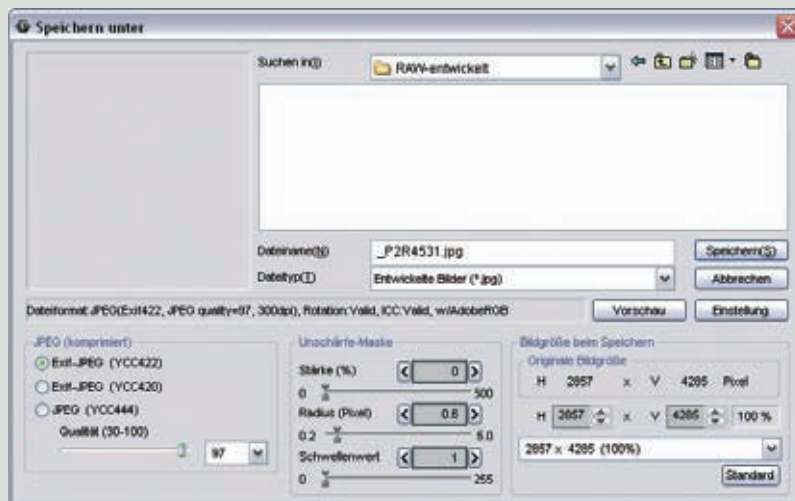 Speichern unter
Suchen in(I)
RAW-entwickelt
Dateiname(N)
_P2R4531.jpg
Speichern(S)
Dateityp(T)
Entwickelte Bilder (*.jpg)
Abbrechen
Dateiformat:JPEG(Exif422, JPEG quality=97, 300dpi), Rotation:Valid, ICC:Valid, w/AdobeRGB
Vorschau
Einstellung
JPEG (komprimiert)
Exif-JPEG (YCC422)
Exif-JPEG (YCC420)
JPEG (YCC444)
Qualität (30-100)
97
Unschärfe-Maske
Stärke (%)
0
0 500
Radius (Pixel)
0.6
0.2 5.0
Schwellenwert
1
0 255
Bildgröße beim Speichern
Originale Bildgröße
H 2857 x V 4285 Pixel
H 2857 x V 4285 100 %
2857 x 4285 (100%)
Standard